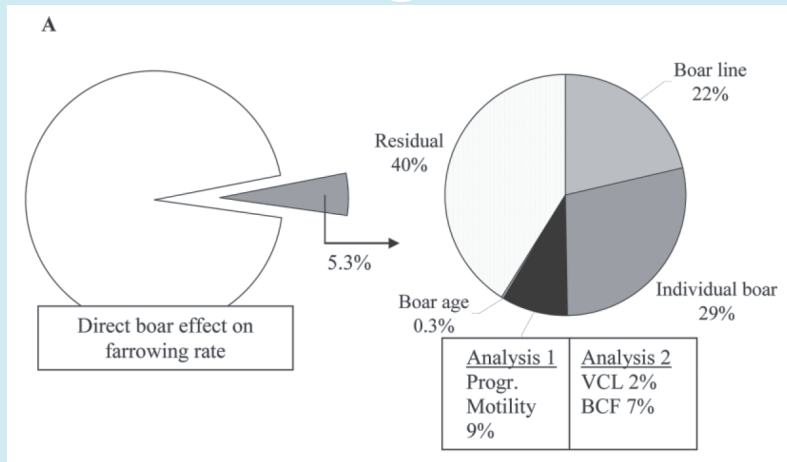 A
Boar line
22%
Residual
40%
5.3%
Individual boar
29%
Boar age
0.3%
Direct boar effect on
farrowing rate
Analysis 1
Progr.
Motility
9%
Analysis 2
VCL 2%
BCF 7%